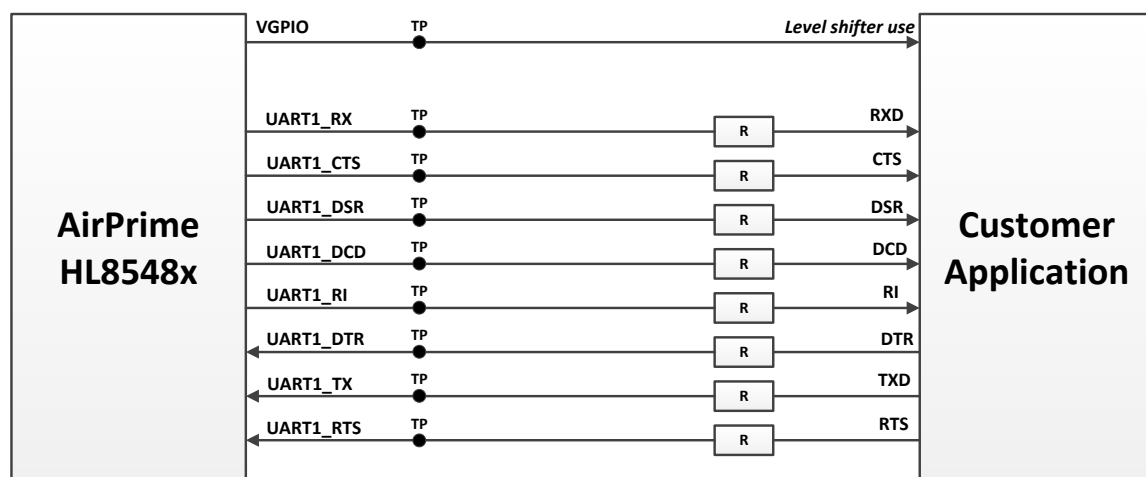 VGPIO TP Level shifter use
UART1_RX TP R RXD
UART1_CTS TP R CTS
UART1_DSR TP R DSR
AirPrime
HL8548x
Customer
Application
UART1_DCD TP R DCD
UART1_RI TP R RI
UART1_DTR TP R DTR
UART1_TX TP R TXD
UART1_RTS TP R RTS